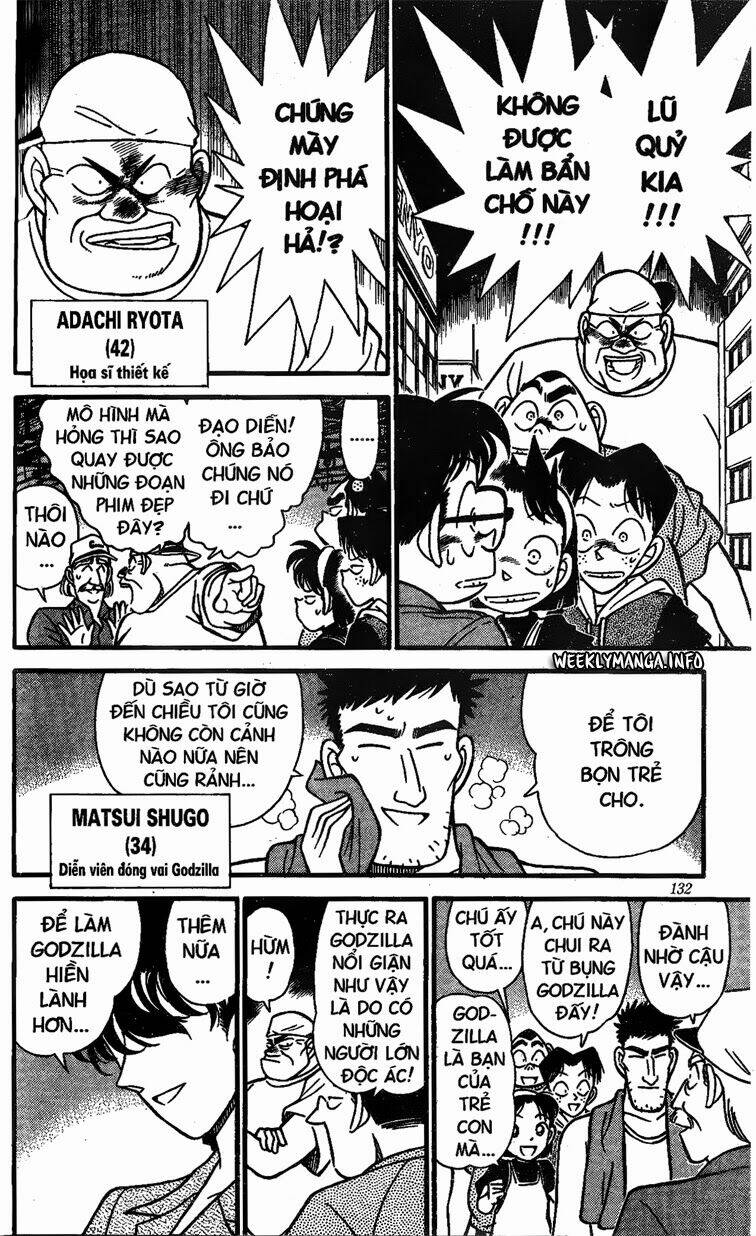 LŨ
QUỶ
KIA
!!!
KHÔNG
ĐƯỢC
LÀM BẨN
CHỖ NÀY
!!!
NYO
NY
CHÚNG
MÀY
ĐỊNH PHÁ
HOẠI
HẢ!?
ADACHI RYOTA
(42)
Họa sĩ thiết kế
......
ĐẠO DIỄN!
ÔNG BẢO
CHÚNG NÓ
ĐI CHỨ
...
MÔ HÌNH MÀ
HỎNG THÌ SAO
QUAY ĐƯỢC
NHỮNG ĐOẠN
PHIM ĐẸP
ĐÂY?
THÔI
NÀO
...
WEEKLYMANGA.INFO
ĐỂ TÔI
TRÔNG
BỌN TRẺ
CHO.
DÙ SAO TỪ GIỜ
ĐẾN CHIỀU TÔI CŨNG
KHÔNG CÒN CẢNH
NÀO NỮA NÊN
CŨNG RẢNH...
MATSUI SHUGO
(34)
Diễn viên đóng vai Godzilla
132
ĐÀNH
NHỜ CẬU
VẬY...
A, CHÚ NÀY
CHUI RA
TỪ BỤNG
GODZILLA
ĐẤY!
CHÚ ẤY
TỐT
QUÁ...
GOD-
ZILLA
LÀ BẠN
CỦA
TRẺ
CON
MÀ...
THỰC RA
GODZILLA
NỔI GIẬN
NHƯ VẬY
LÀ DO CÓ
NHỮNG
NGƯỜI LỚN
ĐỘC ÁC!
HỪM
!
THÊM
NỮA
...
ĐỂ LÀM
GODZILLA
HIỀN
LÀNH
HƠN...